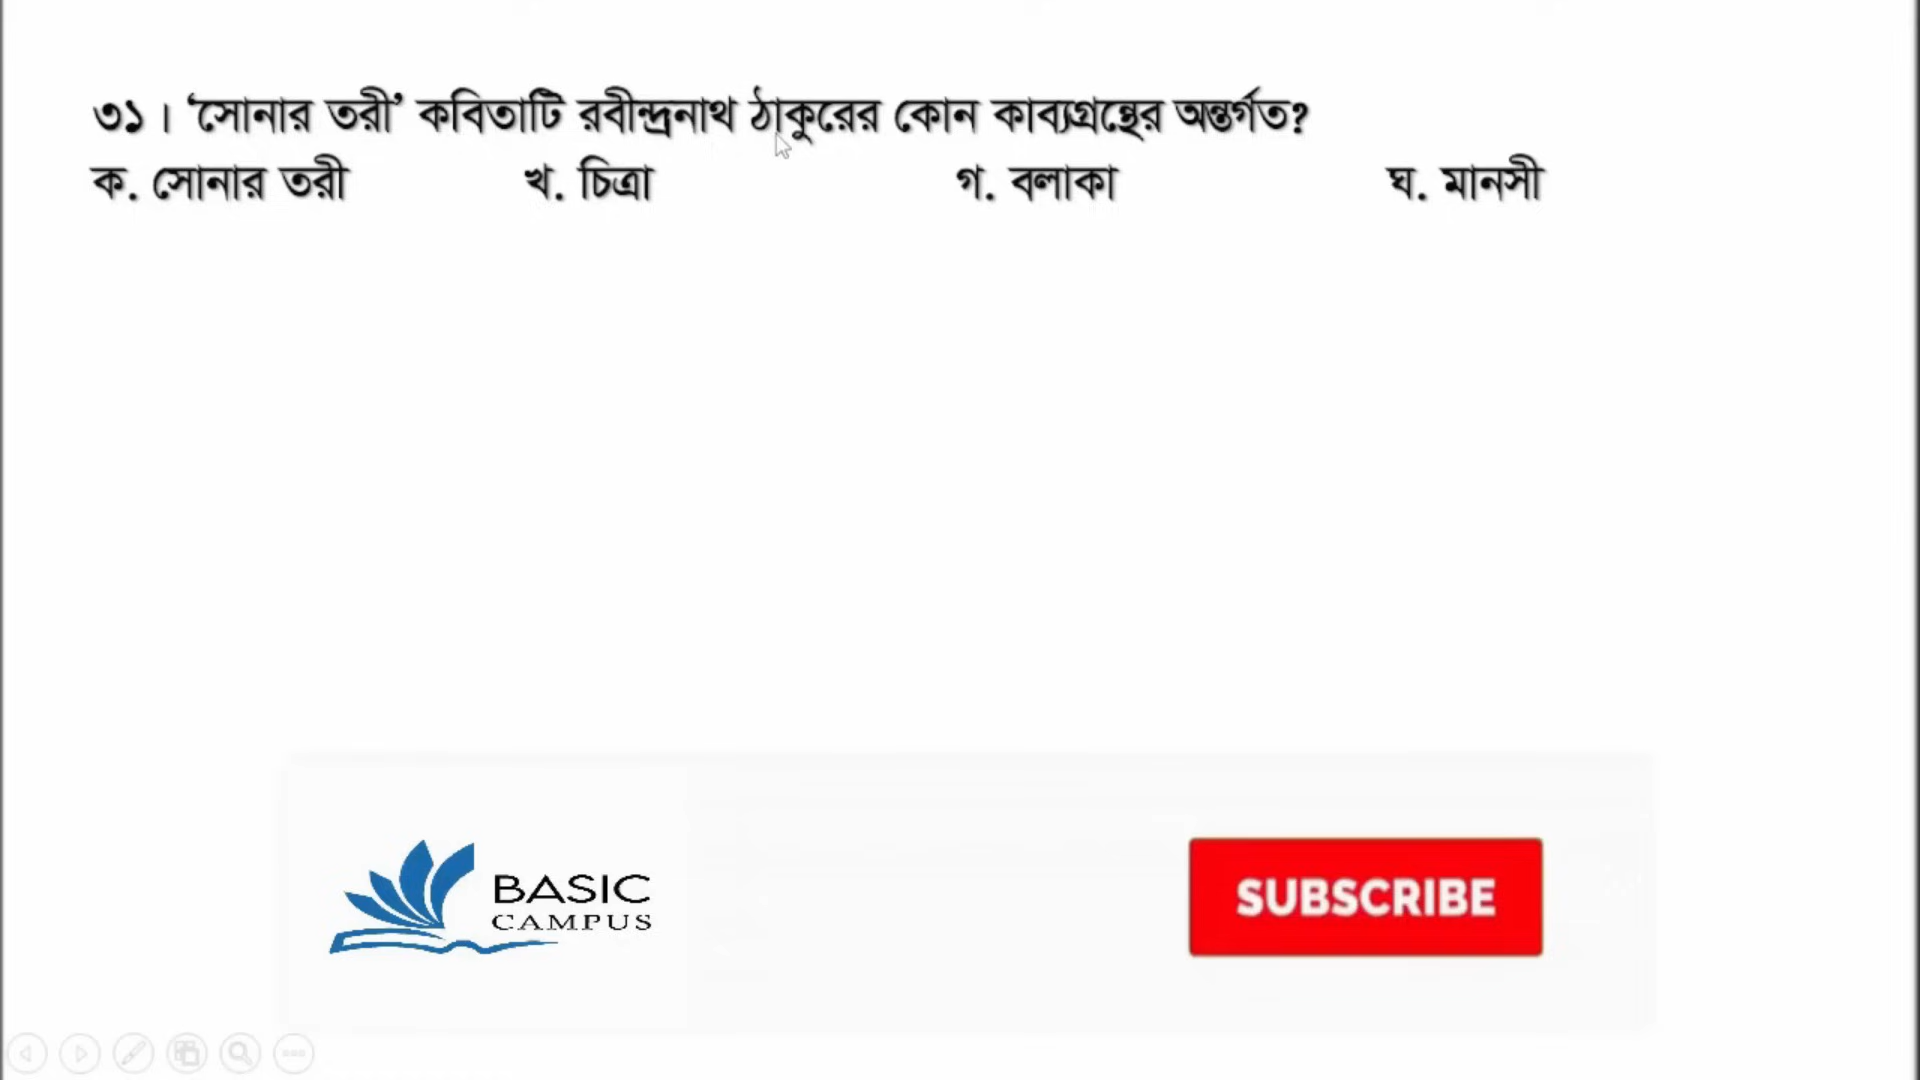 ৩১। ‘সোনার তরী’ কবিতাটি রবীন্দ্রনাথ ঠাকুরের কোন কাব্যগ্রন্থের অন্তর্গত?
ক. সোনার তরী খ. চিত্রা গ. বলাকা ঘ. মানসী
BASIC
CAMPUS
SUBSCRIBE